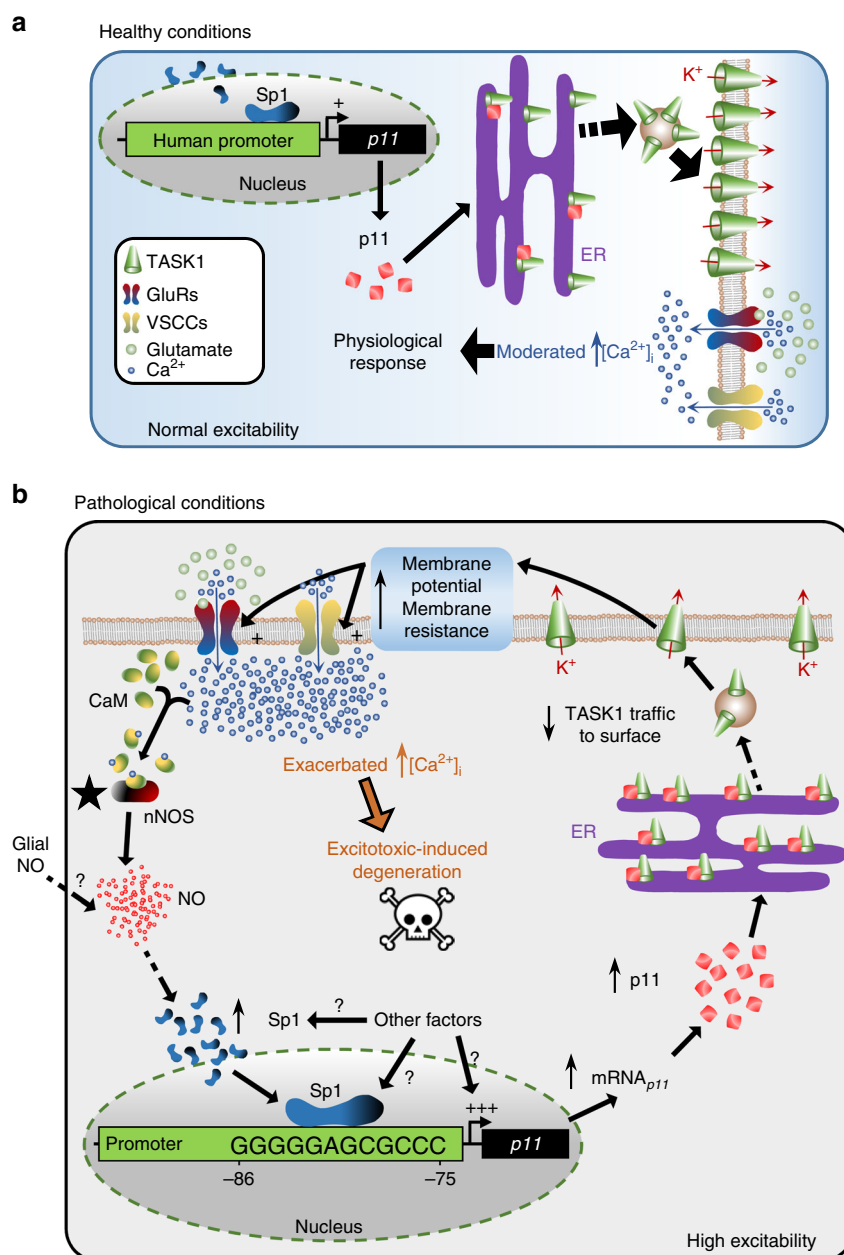 a
Healthy conditions
Sp1
+
Human promoter
p11
Nucleus
p11
ER
K+
TASK1
GluRs
VSCCs
Glutamate
Ca2+
Physiological
response
Moderated ↑[Ca2+]i
Normal excitability
b
Pathological conditions
↑ Membrane
potential
Membrane
resistance
+
+
K+
K+
CaM
↓ TASK1 traffic
to surface
Exacerbated ↑[Ca2+]i
nNOS
ER
Excitotoxic-induced
degeneration
Glial
NO
?
NO
↑ p11
↑ Sp1
?
Other factors
?
?
↑ mRNAp11
Sp1
+++
Promoter
GGGGGAGCGCCC
p11
–86
–75
Nucleus
High excitability